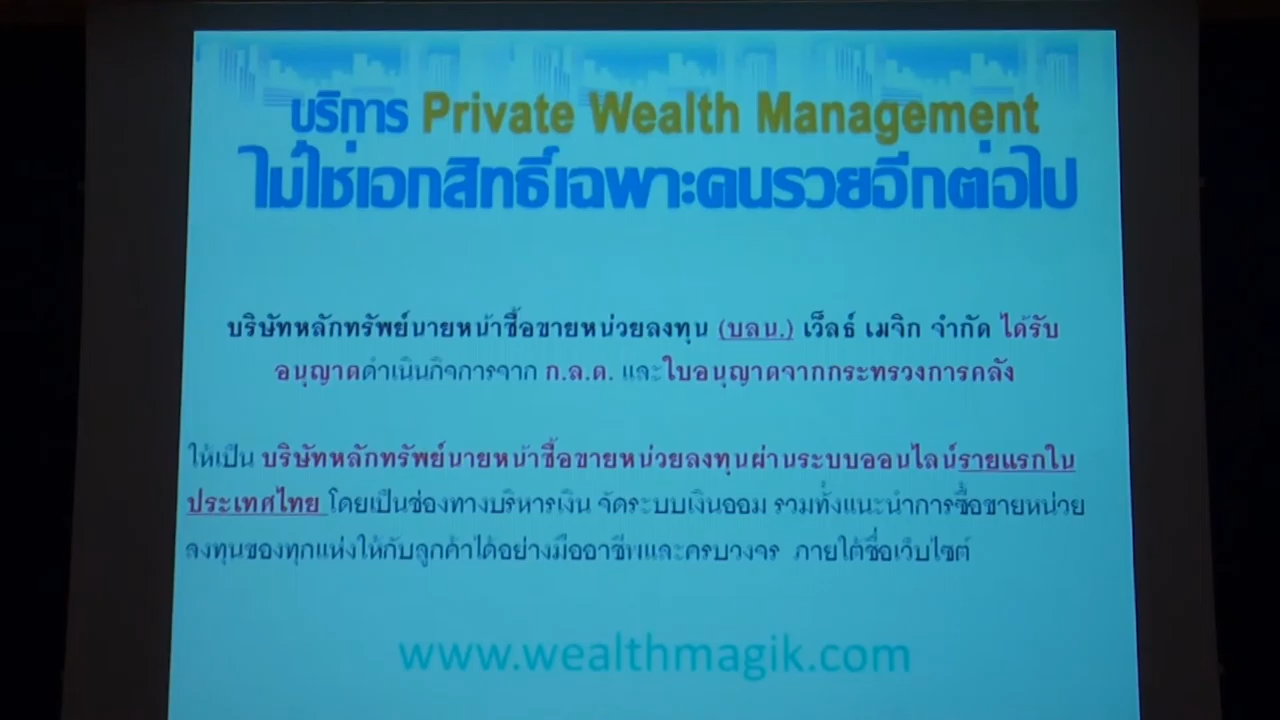 บริการ Private Wealth Management
ไม่ใช่เอกสิทธิ์เฉพาะคนรวยอีกต่อไป
บริษัทหลักทรัพย์นายหน้าซื้อขายหน่วยลงทุน (บลน.) เว็ลธ์ เมจิก จำกัด ได้รับ
อนุญาตดำเนินกิจการจาก ก.ล.ต. และใบอนุญาตจากกระทรวงการคลัง
ให้เป็น บริษัทหลักทรัพย์นายหน้าซื้อขายหน่วยลงทุนผ่านระบบออนไลน์รายแรกใน
ประเทศไทย โดยเป็นช่องทางบริหารเงิน จัดระบบเงินออม รวมทั้งแนะนำการซื้อขายหน่วย
ลงทุนของทุกแห่งให้กับลูกค้าได้อย่างมืออาชีพและครบวงจร ภายใต้ชื่อเว็บไซต์
www.wealthmagik.com